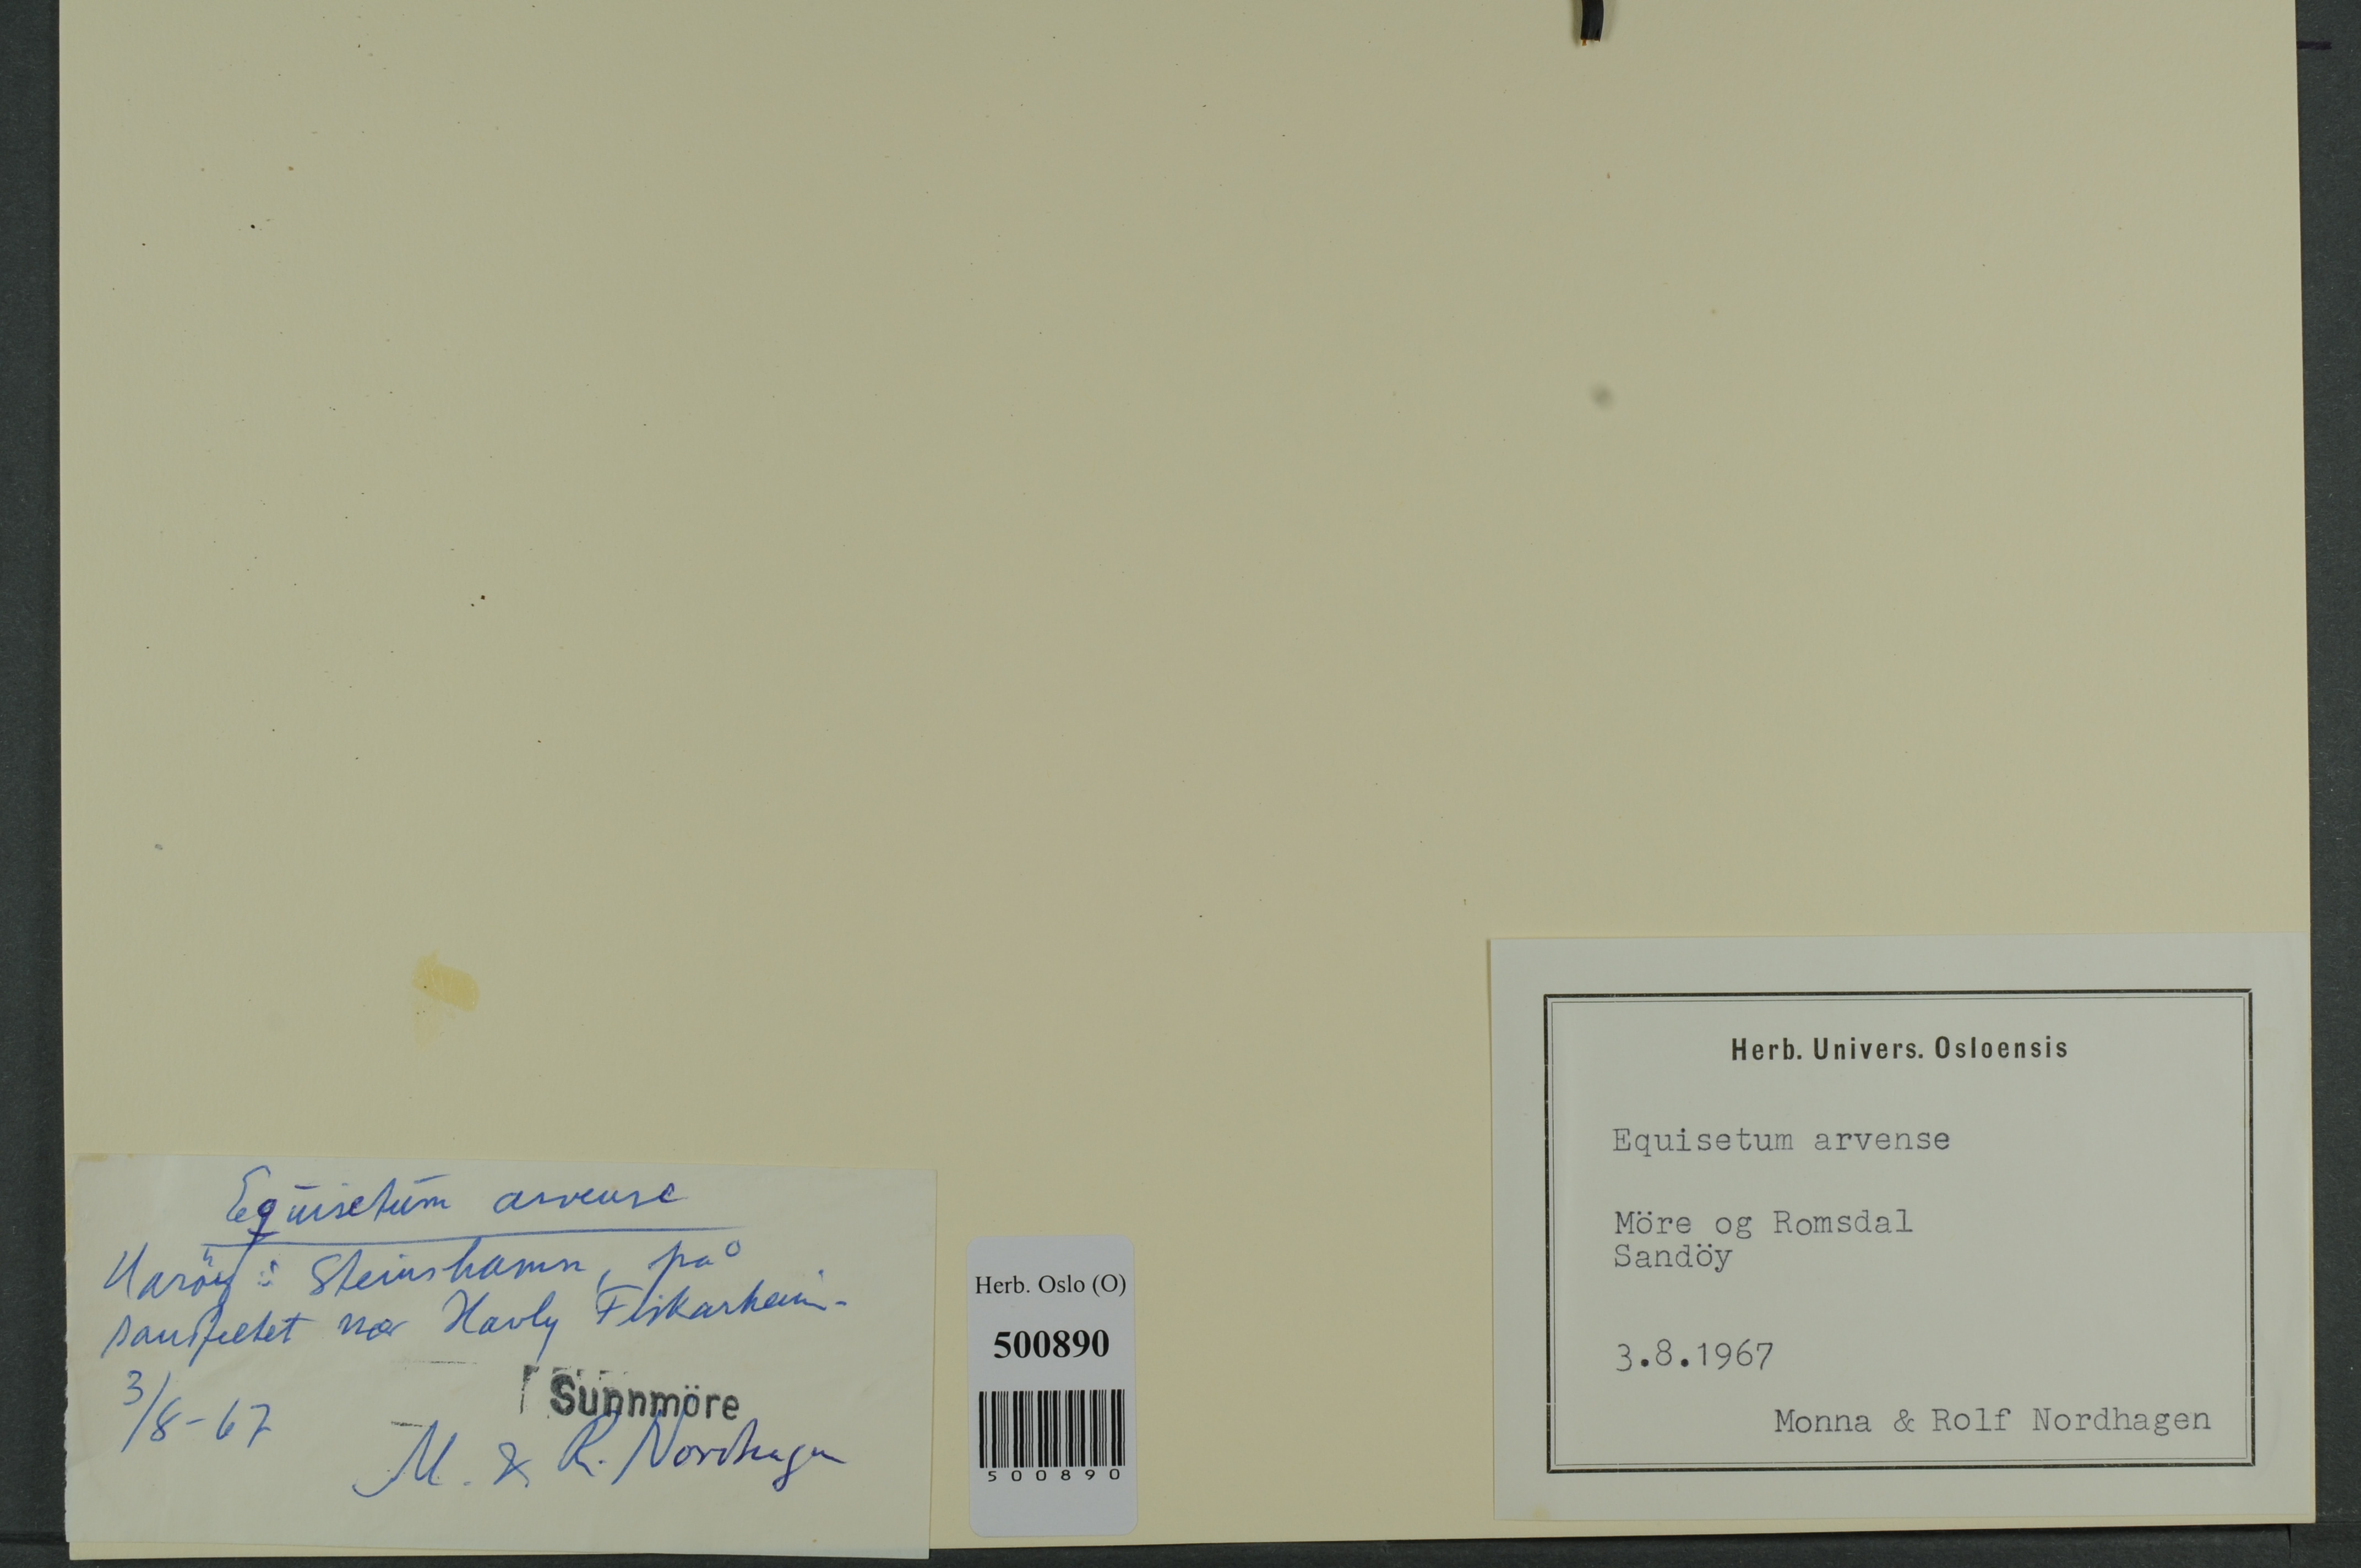 Equisetum arvense
Haröy: Steinshamn, på
sandfeltet nær Havly Fiskarheim-
3/8-67
Sunnmöre
M. & R. Nordhagen
Herb. Oslo (O)
500890
500890
Herb. Univers. Osloensis
Equisetum arvense
Möre og Romsdal
Sandöy
3.8.1967
Monna & Rolf Nordhagen